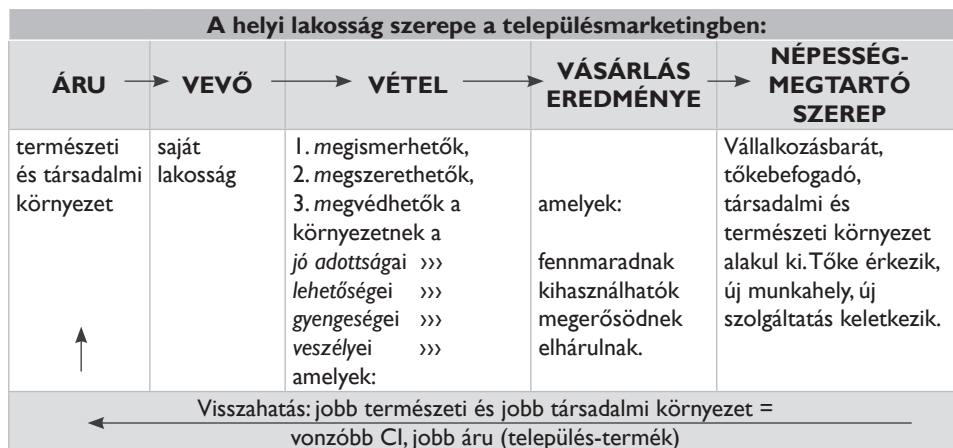 A helyi lakosság szerepe a településmarketingben:
ÁRU
VEVŐ
VÉTEL
VÁSÁRLÁS
EREDMÉNYE
NÉPESSÉG-
MEGTARTÓ
SZEREP
természeti
és társadalmi
környezet
saját
lakosság
1. megismerhetők,
2. megszerethetők,
3. megvédhetők a
környezetnek a
jó adottságai »›
lehetőségei »›
gyengeségei »›
veszélyei »›
amelyek:
amelyek:
fennmaradnak
kihasználhatók
megerősödnek
elhárulnak.
Vállalkozásbarát,
tőkebefogadó,
társadalmi és
természeti környezet
alakul ki. Tőke érkezik,
új munkahely, új
szolgáltatás keletkezik.
Visszahatás: jobb természeti és jobb társadalmi környezet =
vonzóbb CI, jobb áru (település-termék)